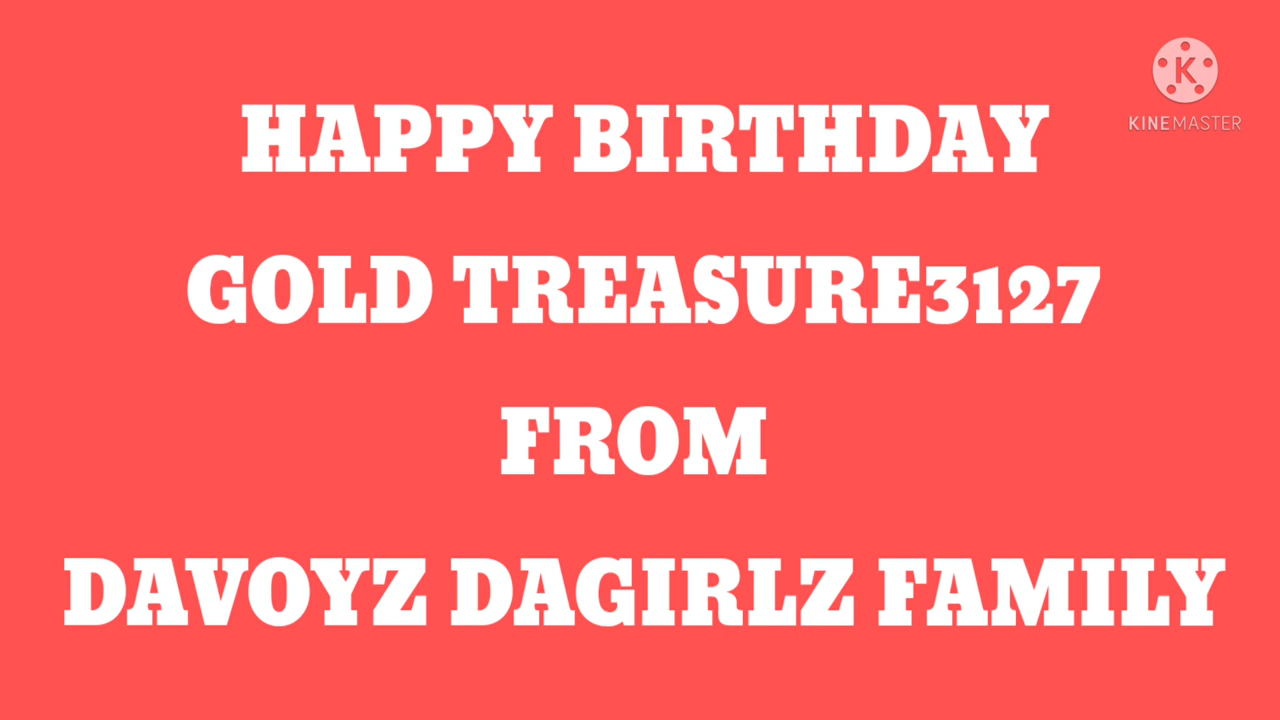 K
KINEMASTER
HAPPY BIRTHDAY
GOLD TREASURE3127
FROM
DAVOYZ DAGIRLZ FAMILY